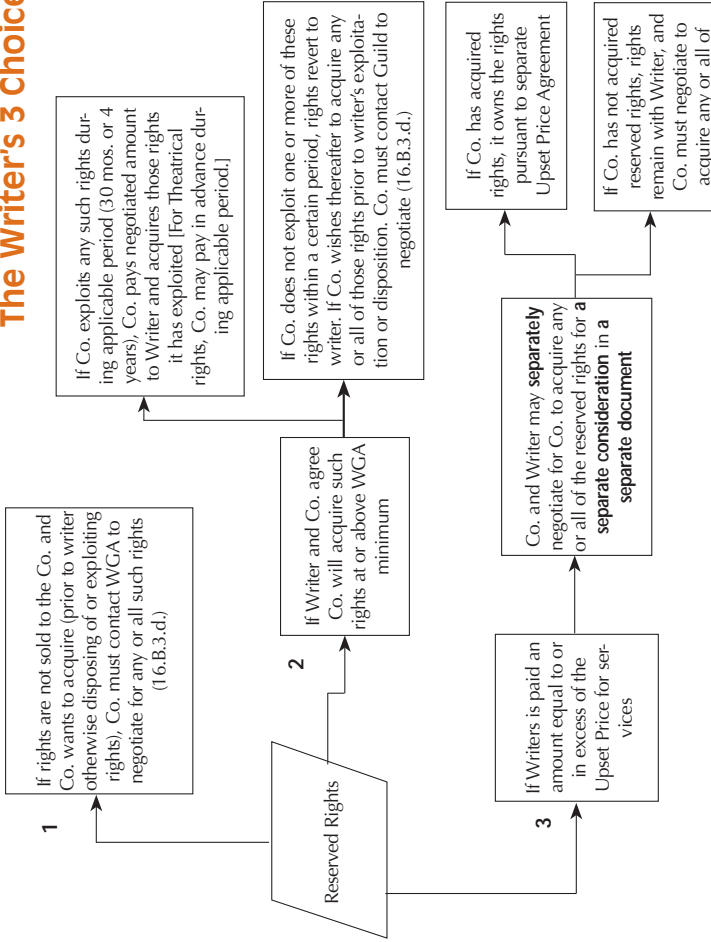 The Writer's 3 Choice
1
If rights are not sold to the Co. and
Co. wants to acquire (prior to writer
otherwise disposing of or exploiting
rights), Co. must contact WGA to
negotiate for any or all such rights
(16.B.3.d.)
Reserved Rights
2
If Writer and Co. agree
Co. will acquire such
rights at or above WGA
minimum
If Co. exploits any such rights dur-
ing applicable period (30 mos. or 4
years), Co. pays negotiated amount
to Writer and acquires those rights
it has exploited [For Theatrical
rights, Co. may pay in advance dur-
ing applicable period.]
If Co. does not exploit one or more of these
rights within a certain period, rights revert to
writer. If Co. wishes thereafter to acquire any
or all of those rights prior to writer's exploita-
tion or disposition. Co. must contact Guild to
negotiate (16.B.3.d.)
3
If Writers is paid an
amount equal to or
in excess of the
Upset Price for ser-
vices
Co. and Writer may separately
negotiate for Co. to acquire any
or all of the reserved rights for a
separate consideration in a
separate document
If Co. has acquired
rights, it owns the rights
pursuant to separate
Upset Price Agreement
If Co. has not acquired
reserved rights, rights
remain with Writer, and
Co. must negotiate to
acquire any or all of